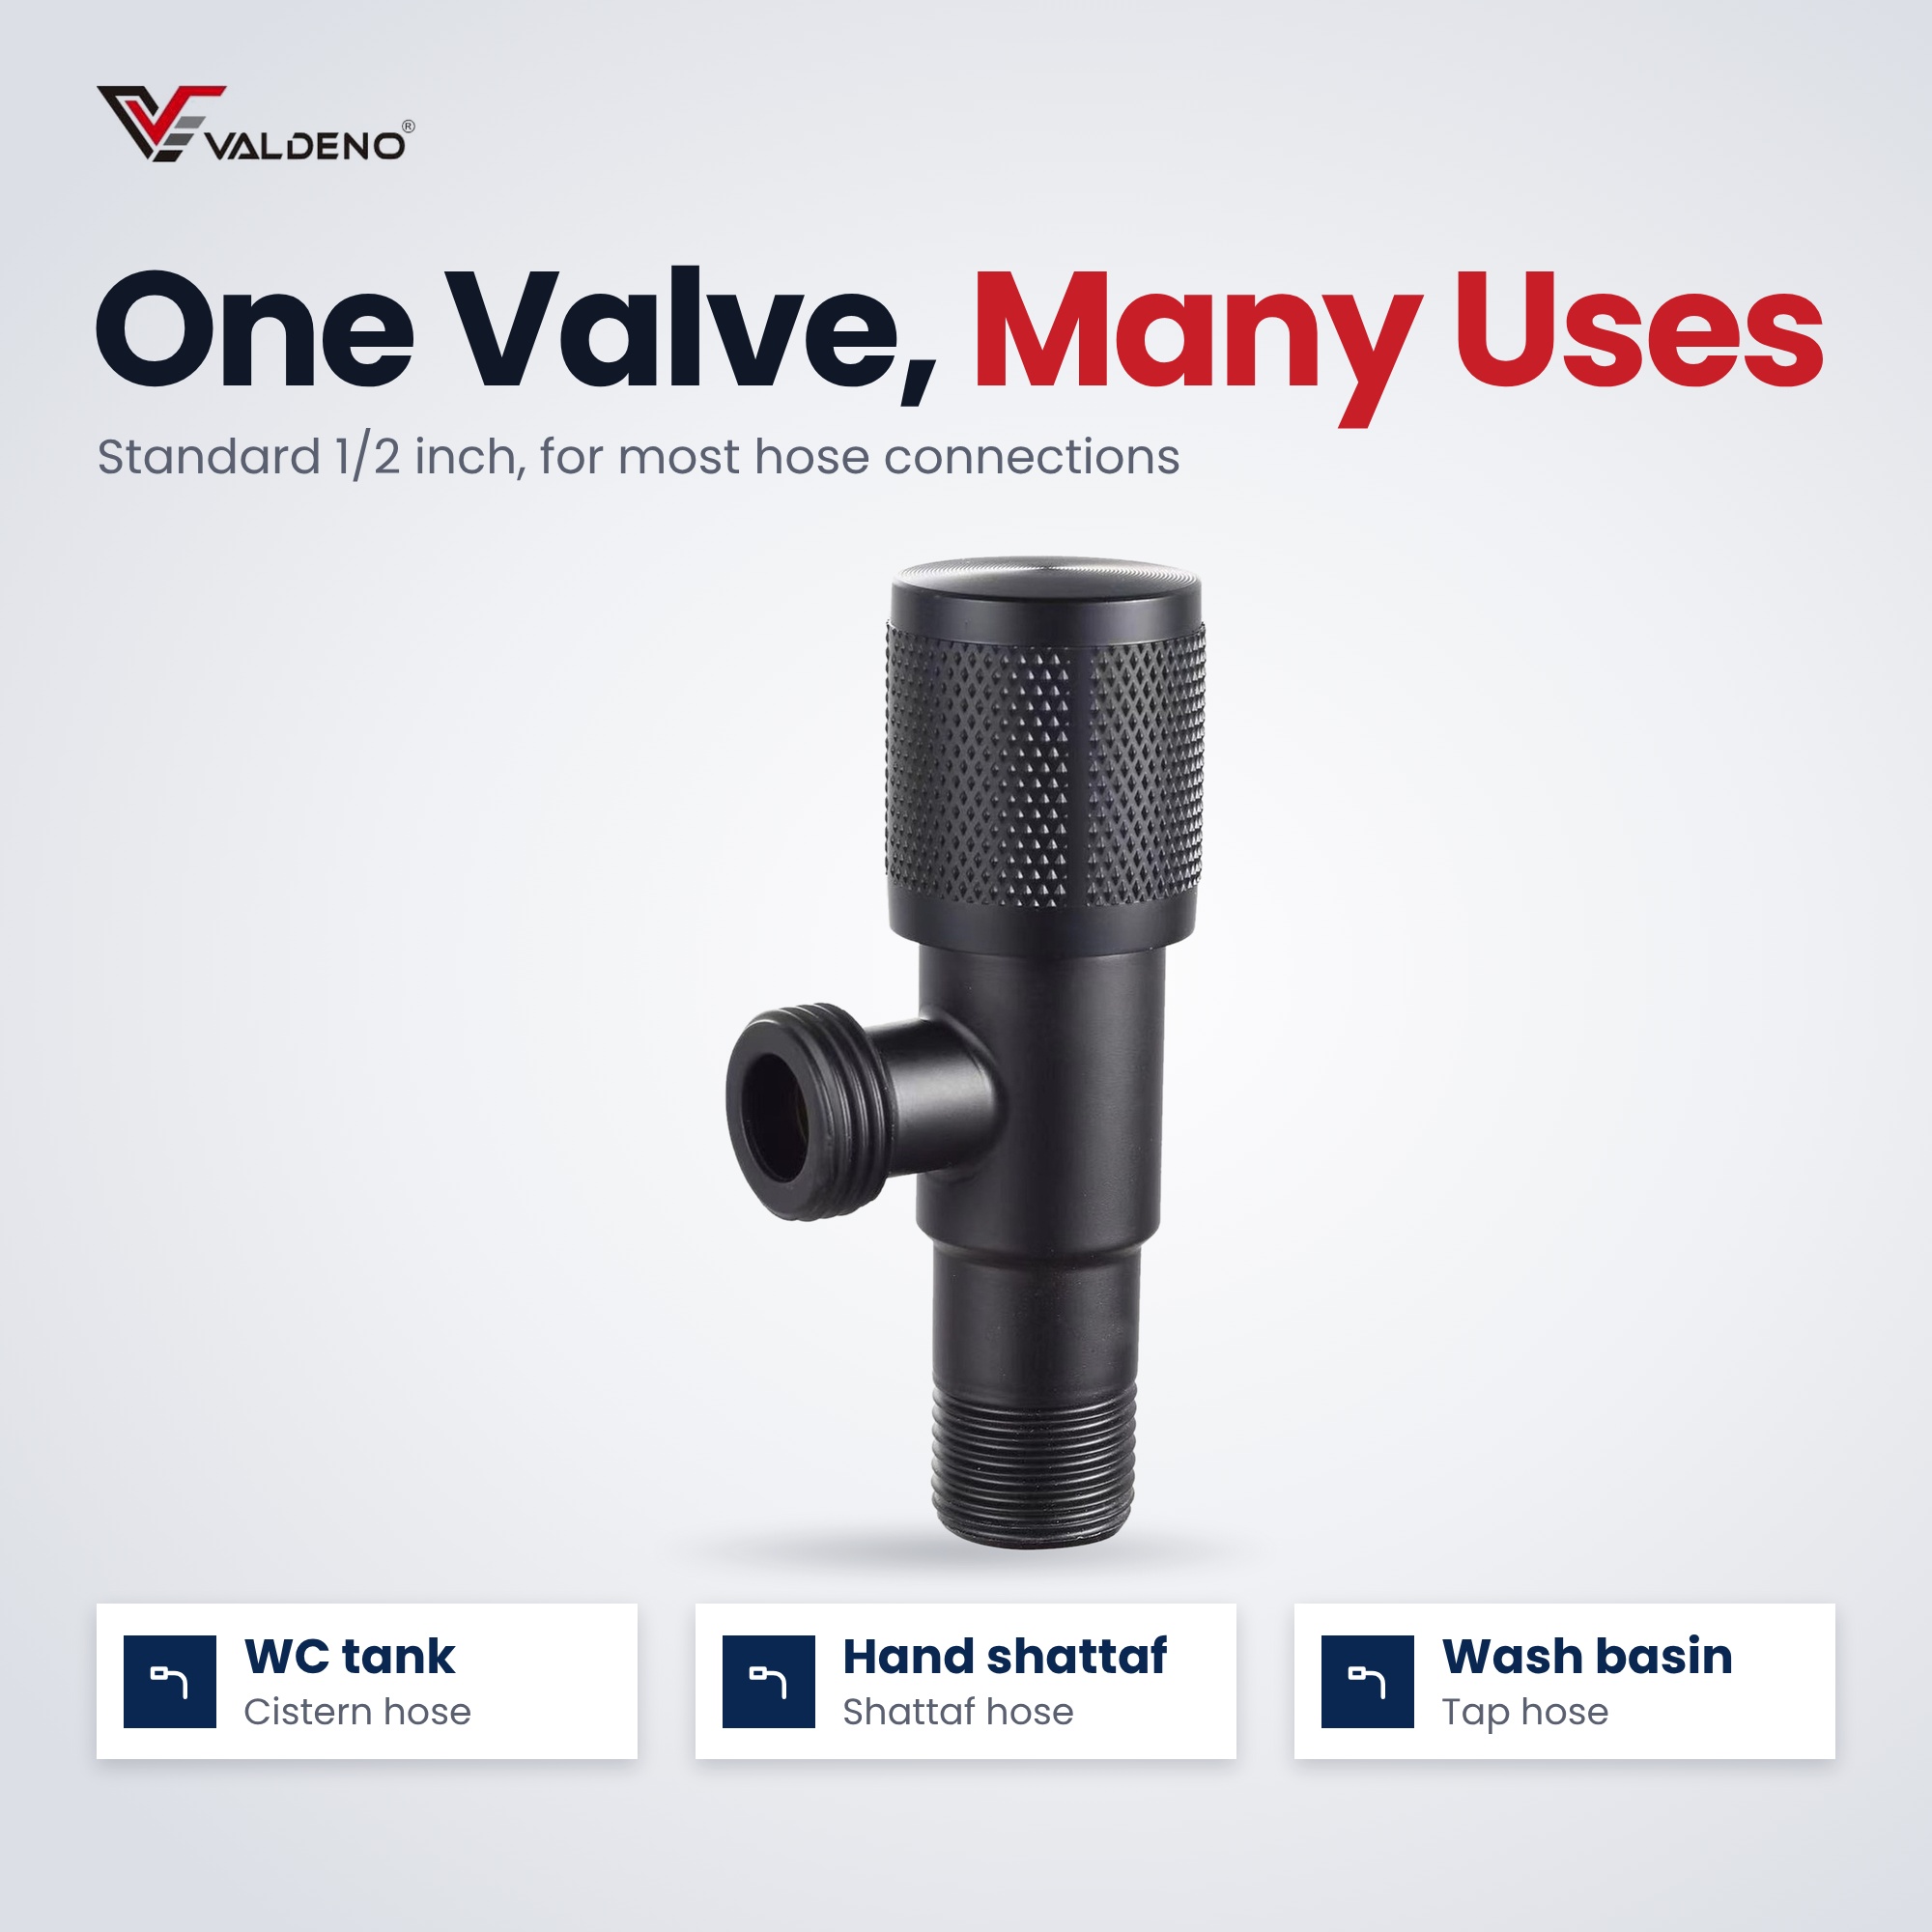 VALDENO®
One Valve, Many Uses
Standard 1/2 inch, for most hose connections
WC tank
Cistern hose
Hand shattaf
Shattaf hose
Wash basin
Tap hose